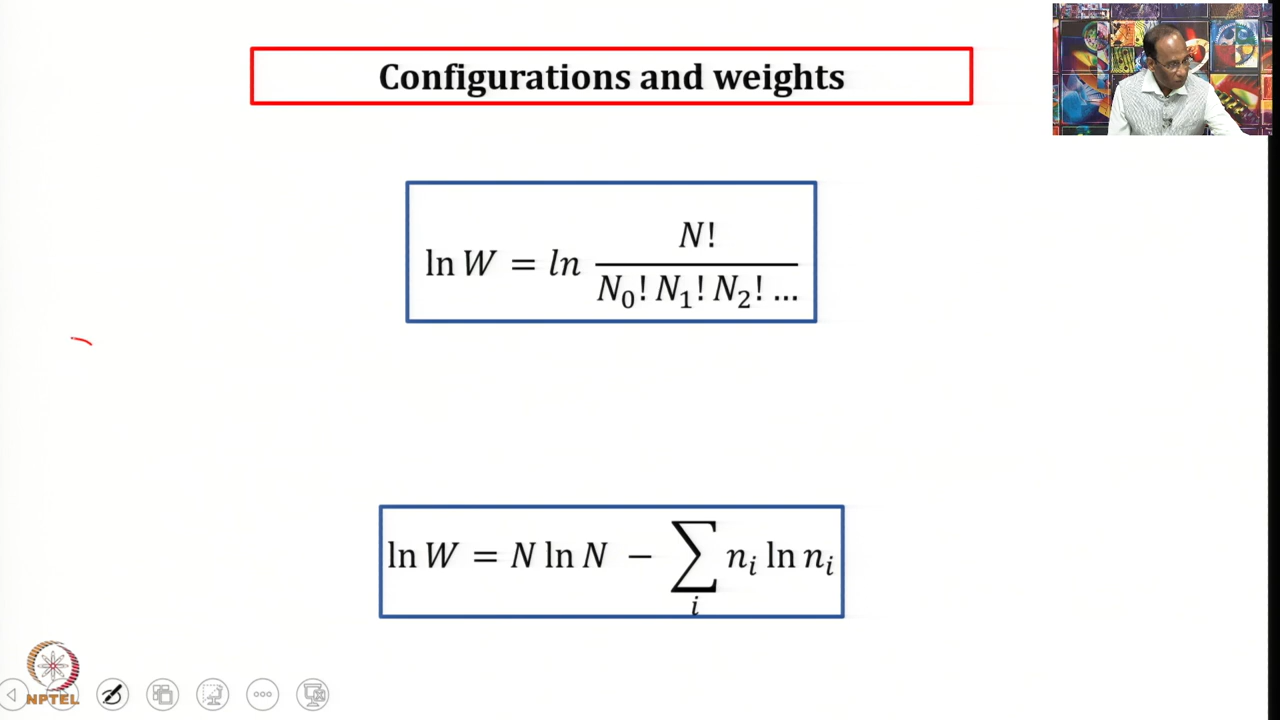 Configurations and weights
ln W = ln N! / N₀! N₁! N₂! ...
ln W = N ln N − ∑ᵢ nᵢ ln nᵢ
NPTEL